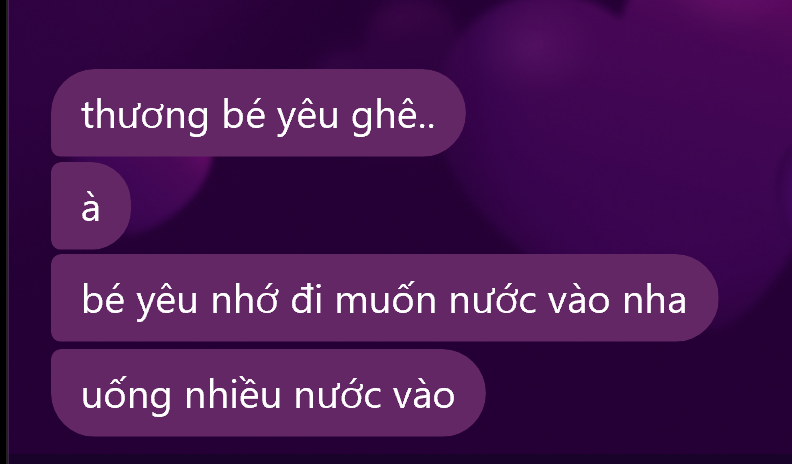 thương bé yêu ghê..
à
bé yêu nhớ đi muốn nước vào nha
uống nhiều nước vào